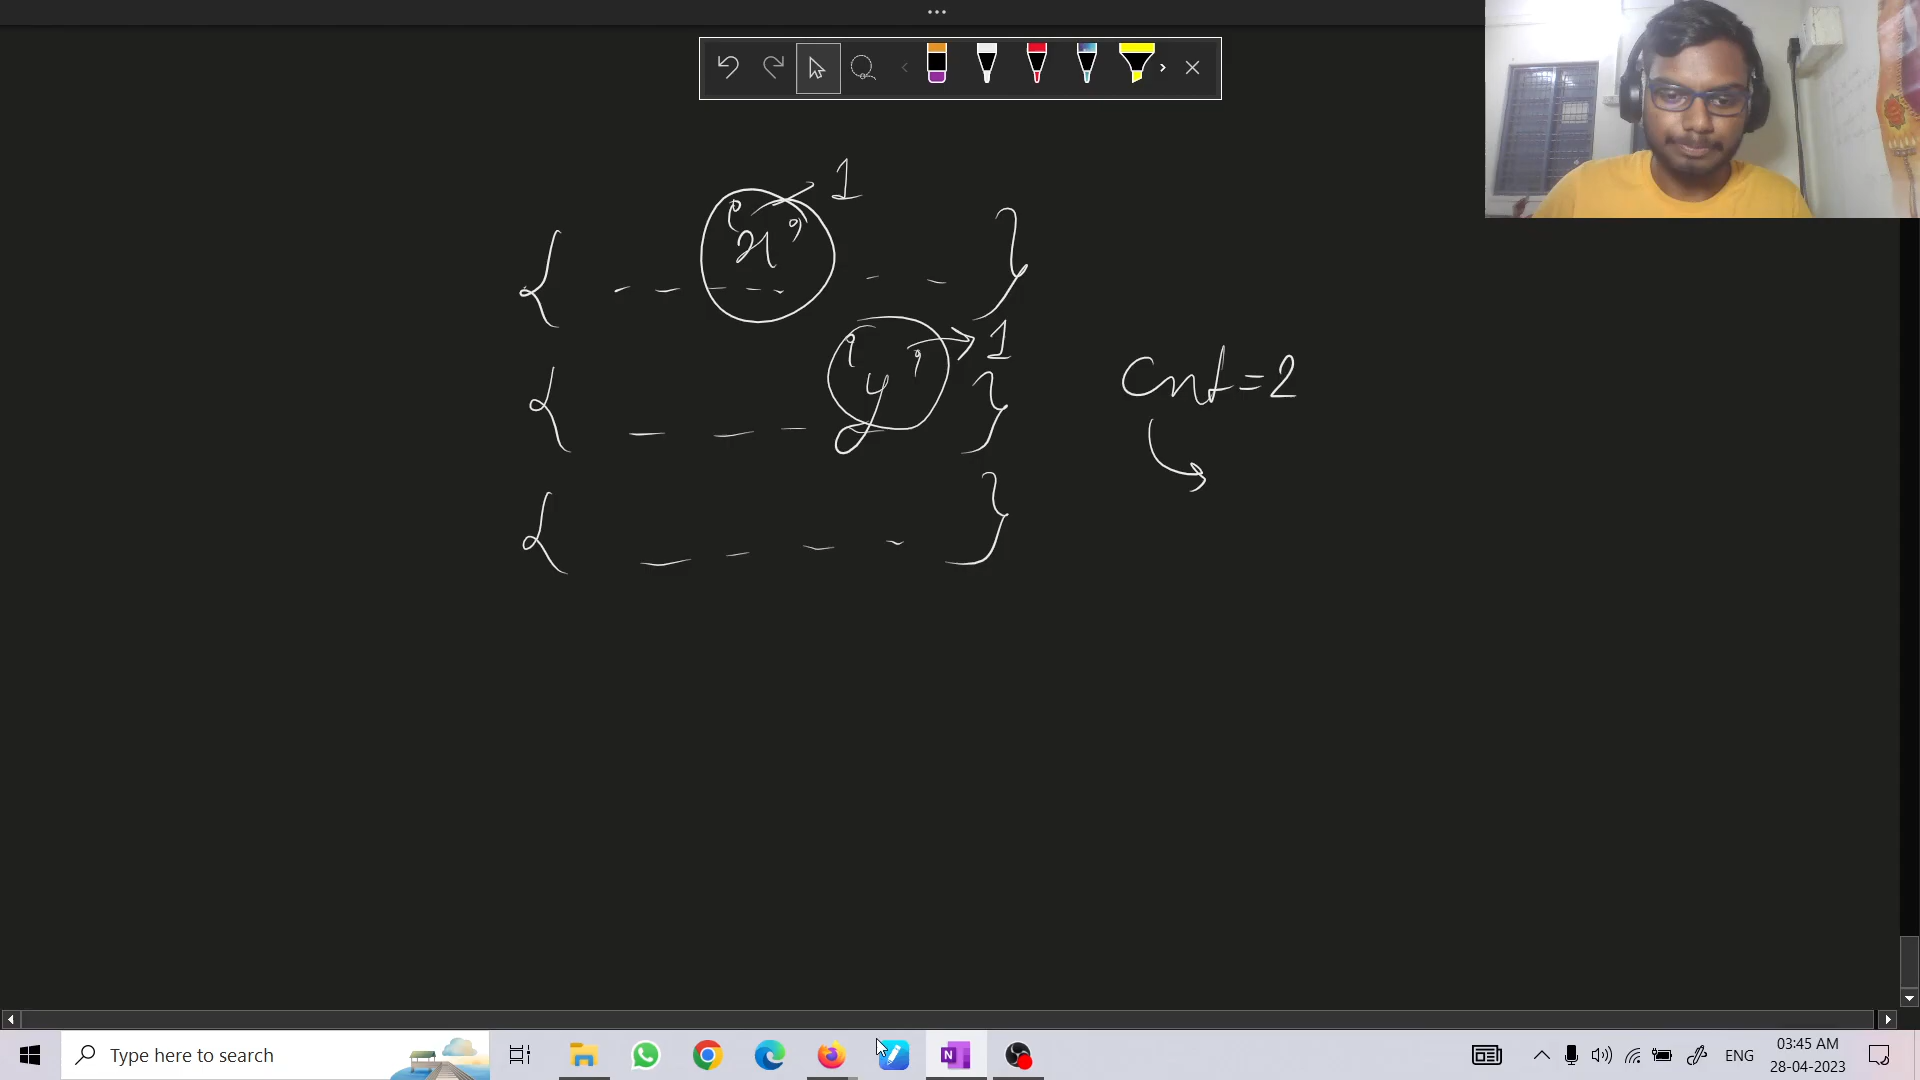 1
{ - - 'x' - - - }
{ - - - 'y' } → 1
Cnt = 2
{ - - - - }
Type here to search
ENG
03:45 AM
28-04-2023